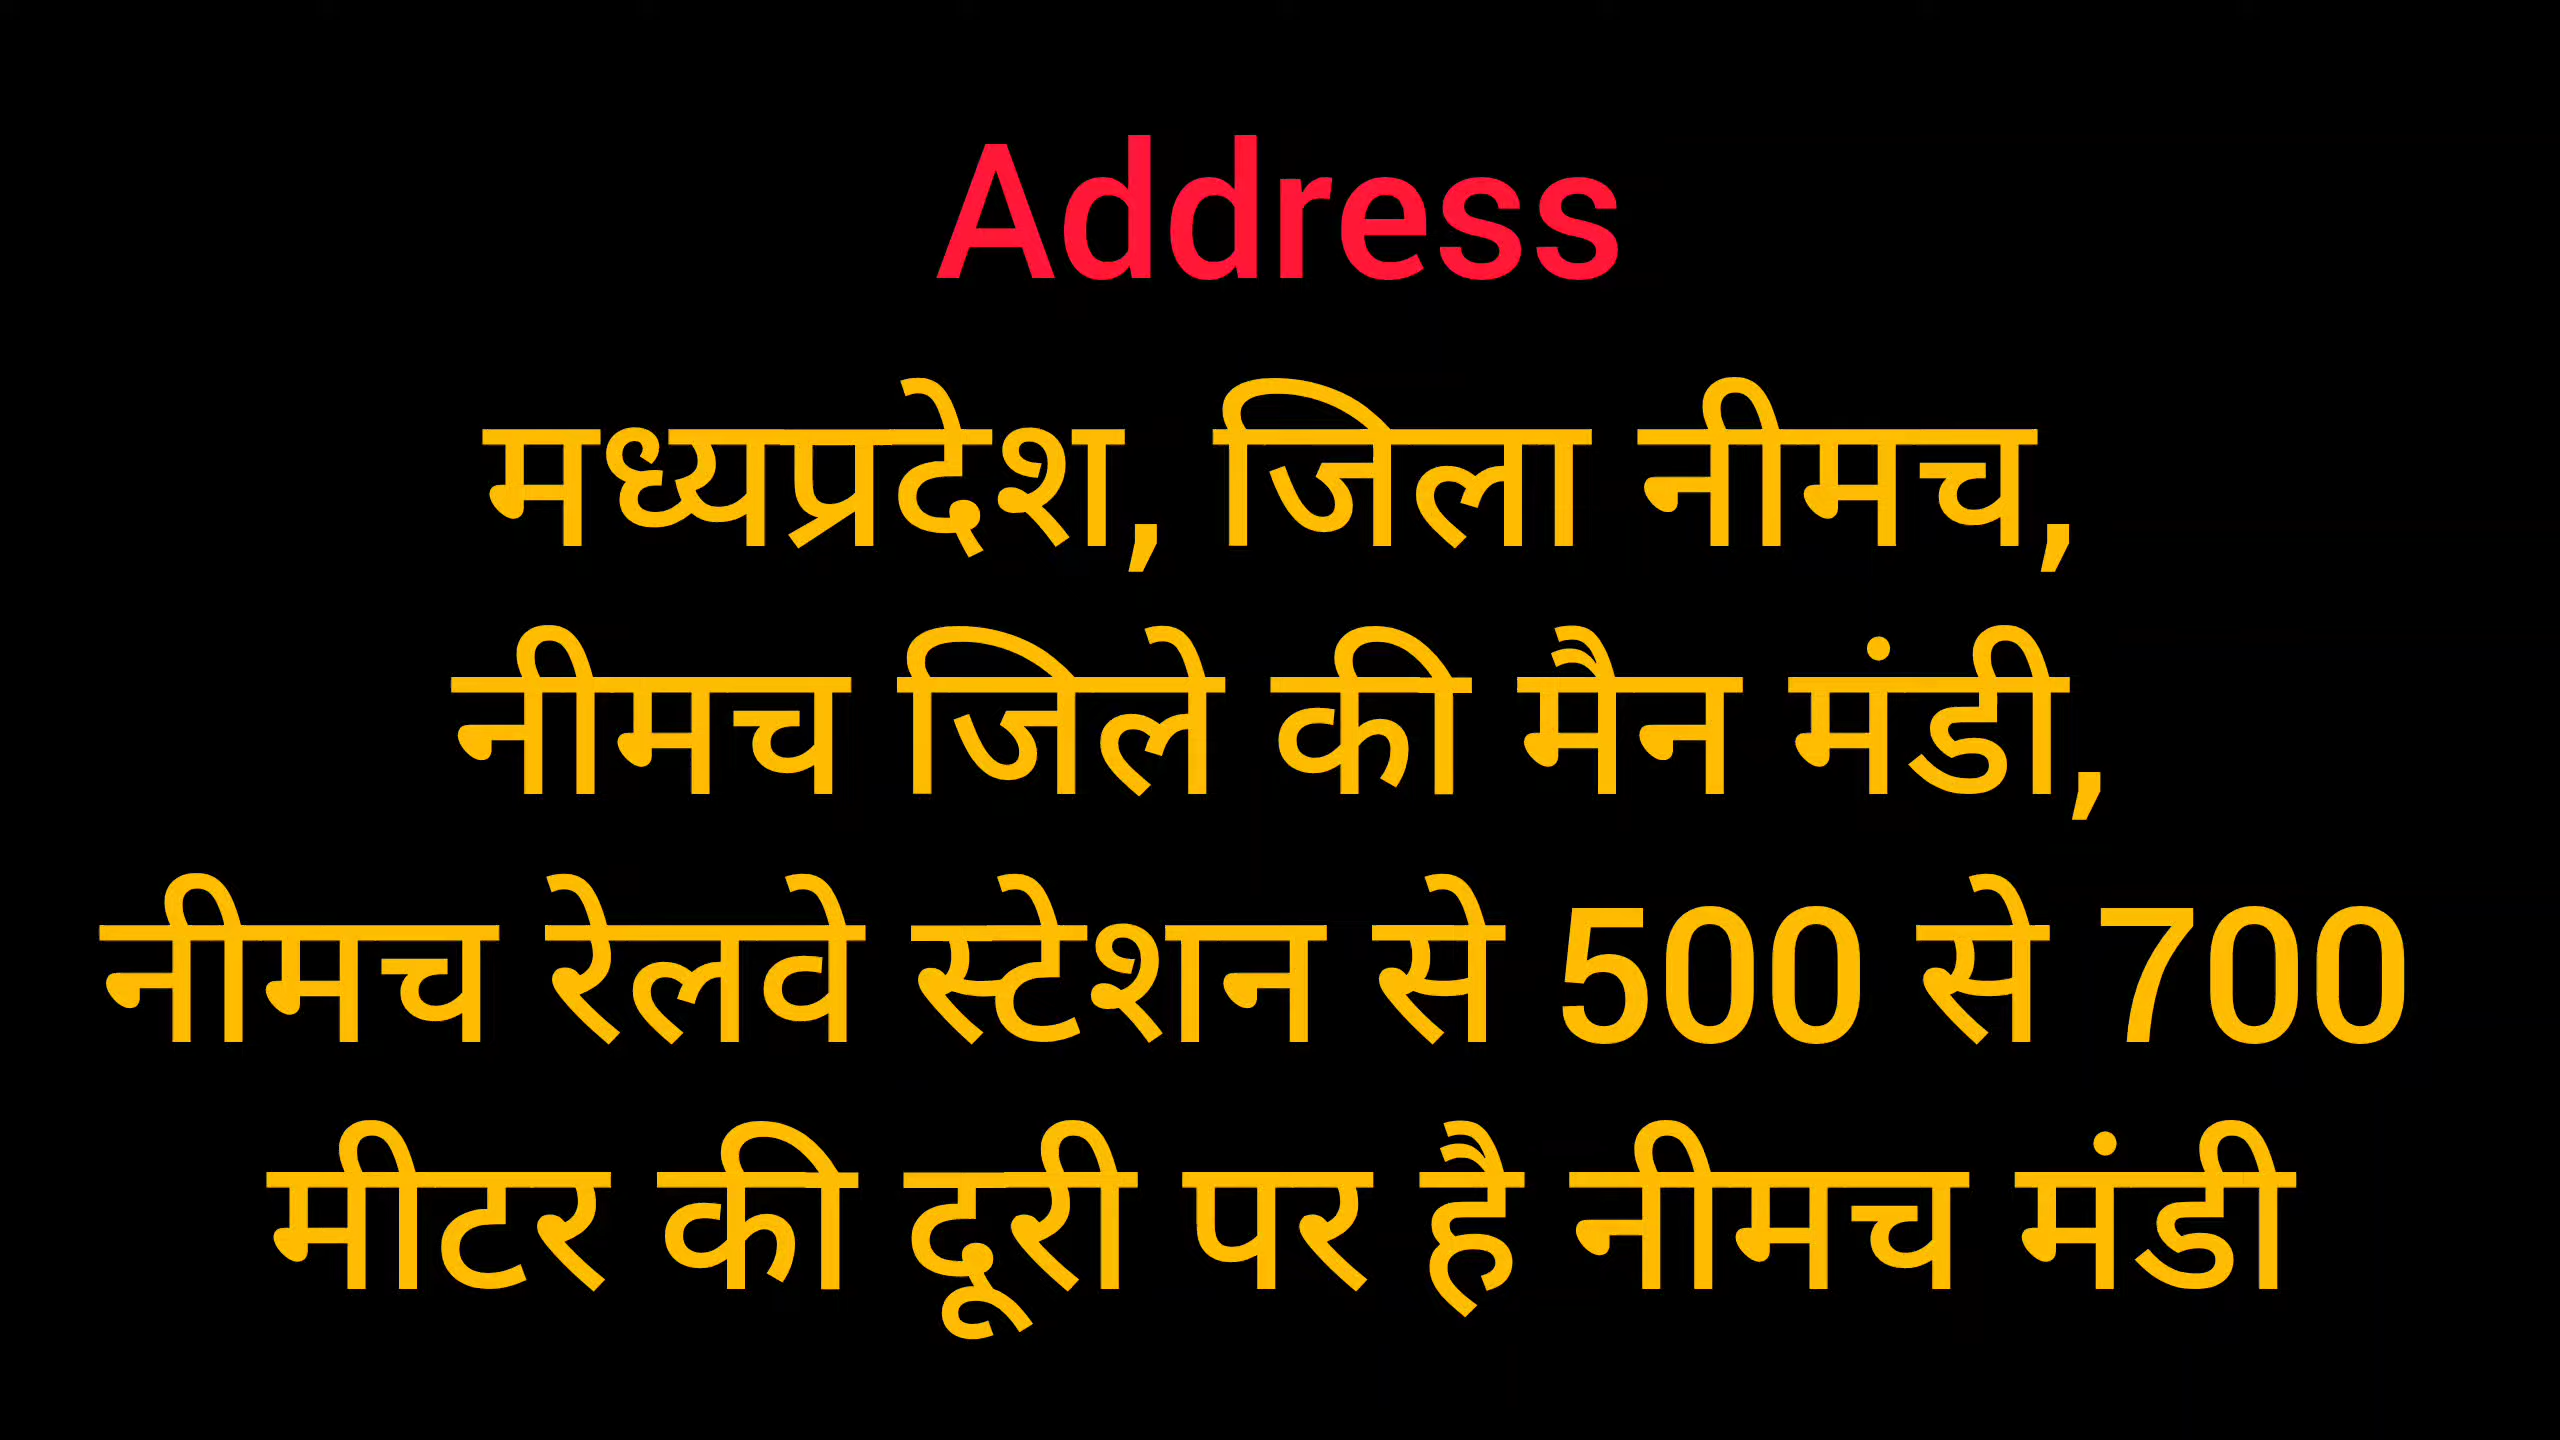 Address
मध्यप्रदेश, जिला नीमच,
नीमच जिले की मैन मंडी,
नीमच रेलवे स्टेशन से 500 से 700
मीटर की दूरी पर है नीमच मंडी